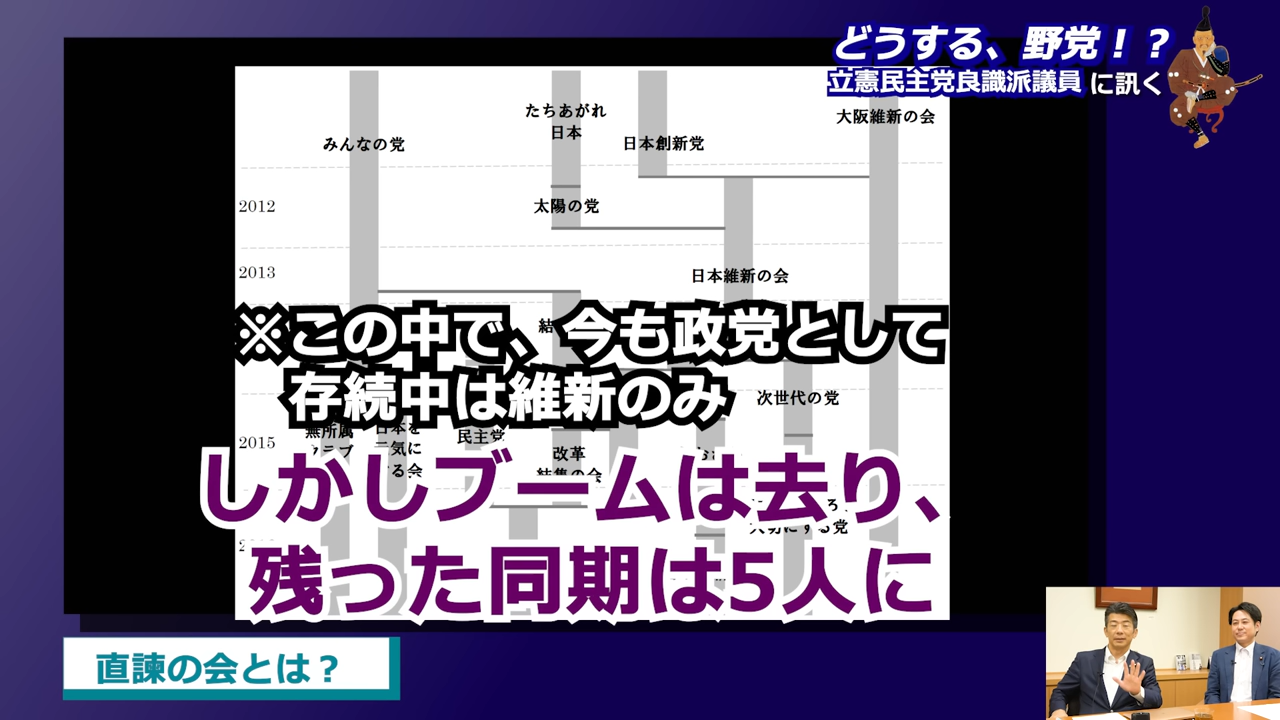 どうする、野党！？
立憲民主党良識派議員 に訊く
たちあがれ
日本
みんなの党
日本創新党
大阪維新の会
2012
太陽の党
2013
日本維新の会
※この中で、今も政党として
存続中は維新のみ
次世代の党
2015
民主党
改革
しかしブームは去り、
残った同期は5人に
直諫の会とは？